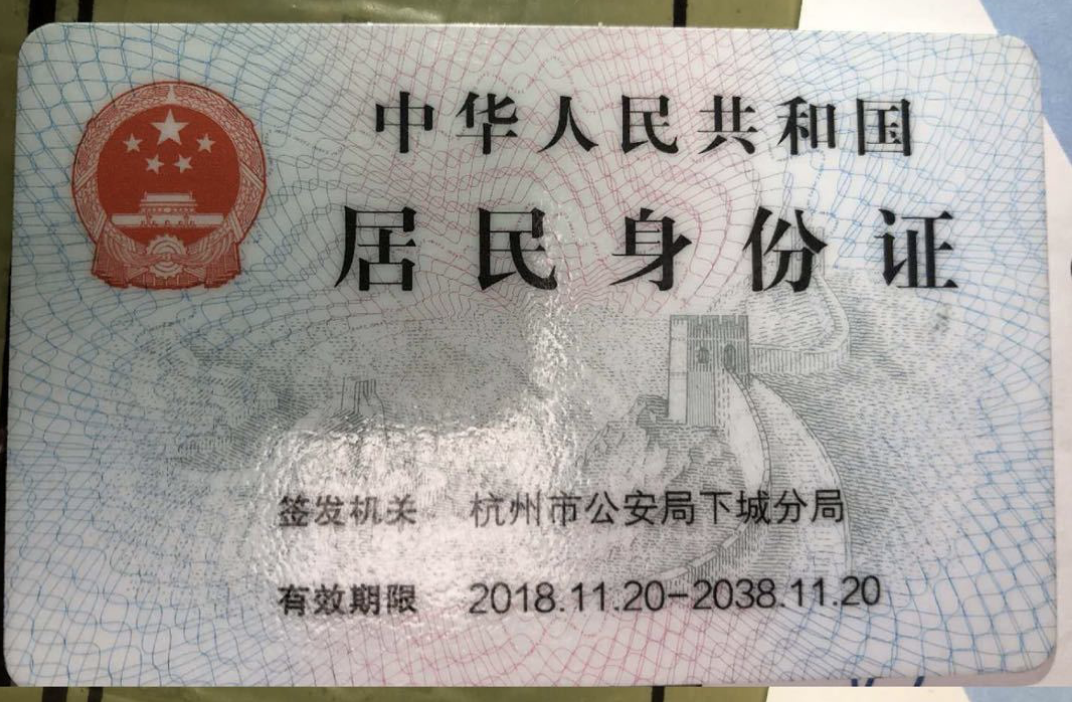 中华人民共和国
居民身份证
签发机关 杭州市公安局下城分局
有效期限 2018.11.20-2038.11.20